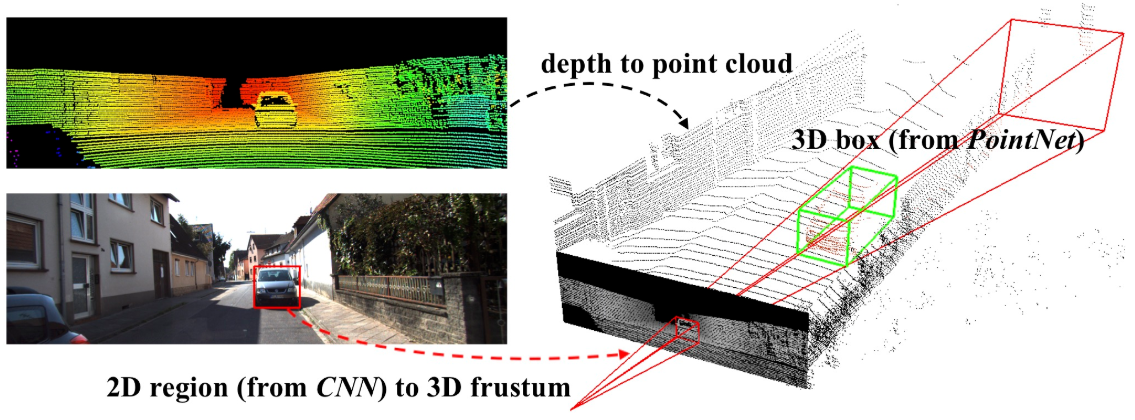 depth to point cloud
3D box (from PointNet)
2D region (from CNN) to 3D frustum